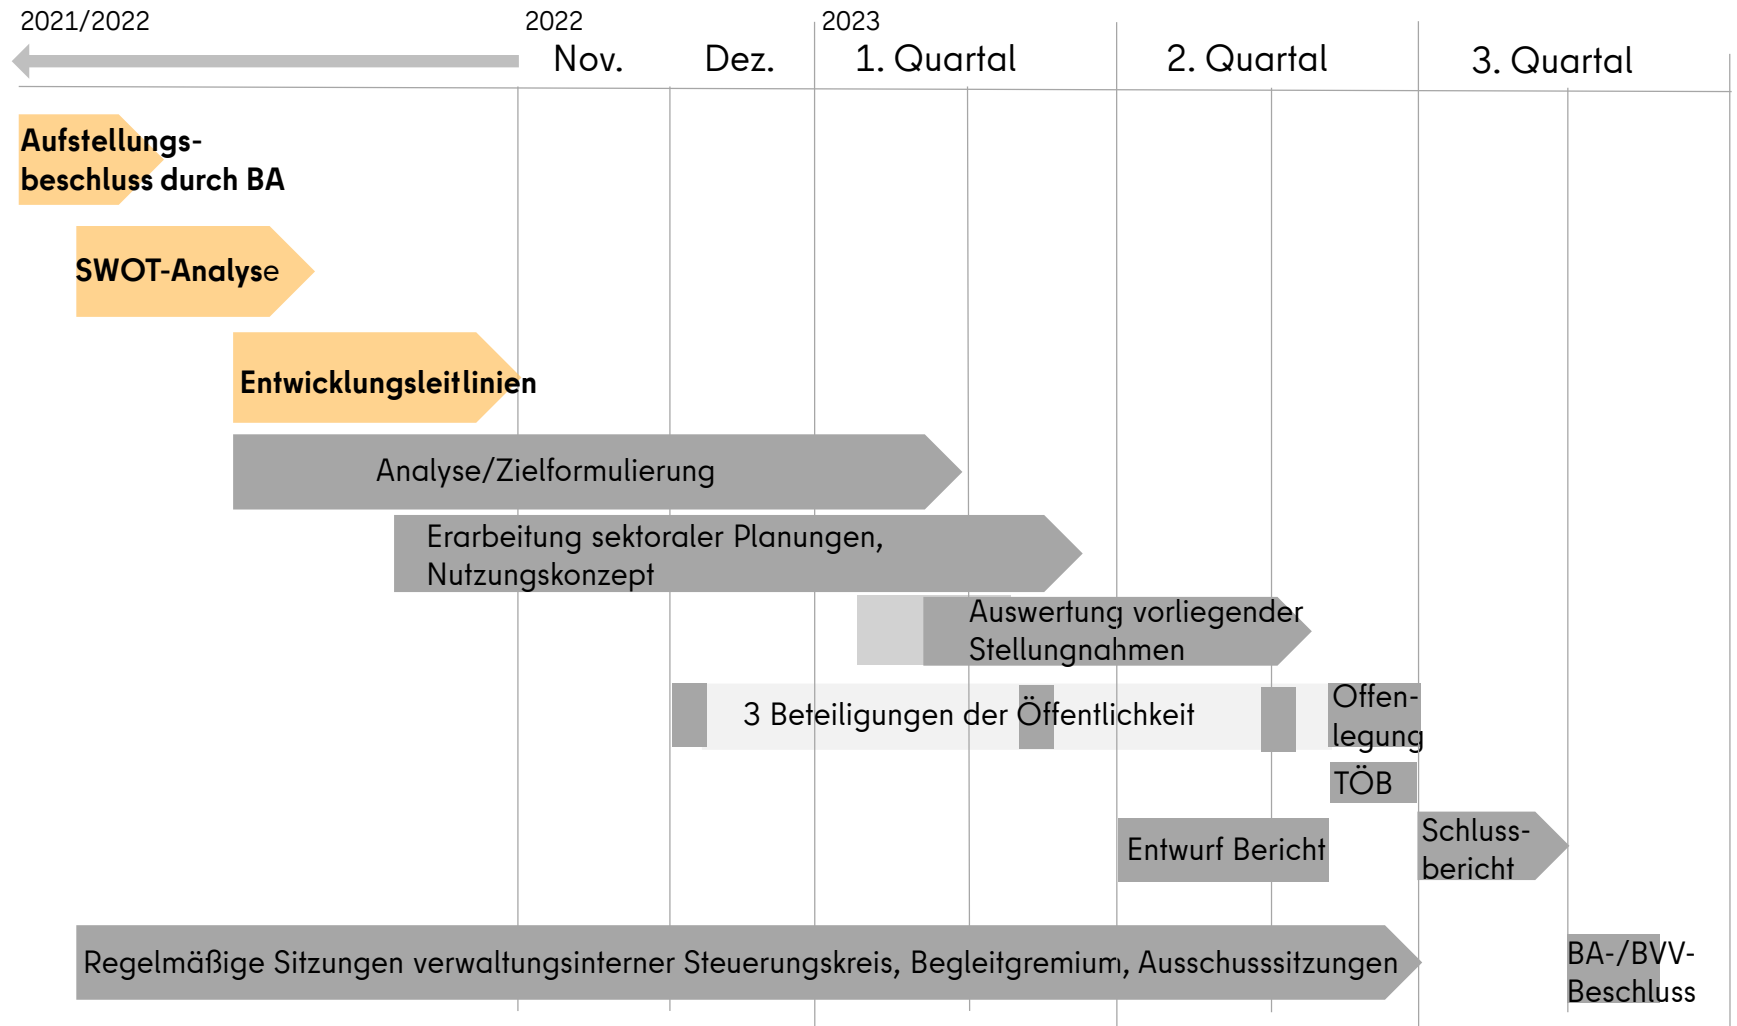 2021/2022
2022
2023
Nov.
Dez.
1. Quartal
2. Quartal
3. Quartal
Aufstellungs-
beschluss durch BA
SWOT-Analyse
Entwicklungsleitlinien
Analyse/Zielformulierung
Erarbeitung sektoraler Planungen,
Nutzungskonzept
Auswertung vorliegender
Stellungnahmen
3 Beteiligungen der Öffentlichkeit
Offen-
legung
TÖB
Entwurf Bericht
Schluss-
bericht
Regelmäßige Sitzungen verwaltungsinterner Steuerungskreis, Begleitgremium, Ausschusssitzungen
BA-/BVV-
Beschluss